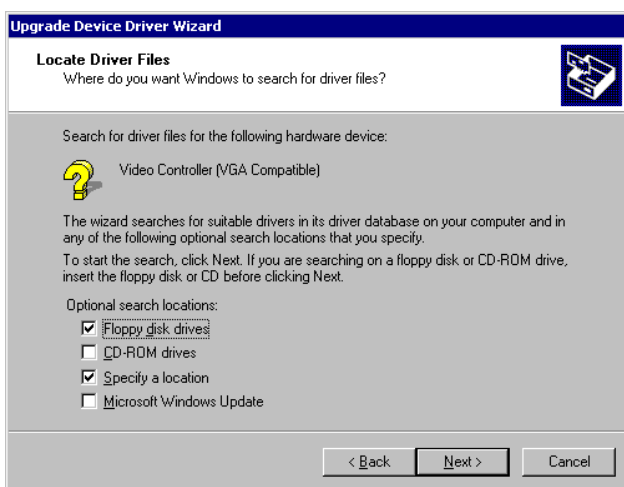 Upgrade Device Driver Wizard
Locate Driver Files
Where do you want Windows to search for driver files?
Search for driver files for the following hardware device:
Video Controller (VGA Compatible)
The wizard searches for suitable drivers in its driver database on your computer and in
any of the following optional search locations that you specify.
To start the search, click Next. If you are searching on a floppy disk or CD-ROM drive,
insert the floppy disk or CD before clicking Next.
Optional search locations:
Floppy disk drives
CD-ROM drives
Specify a location
Microsoft Windows Update
< Back Next > Cancel